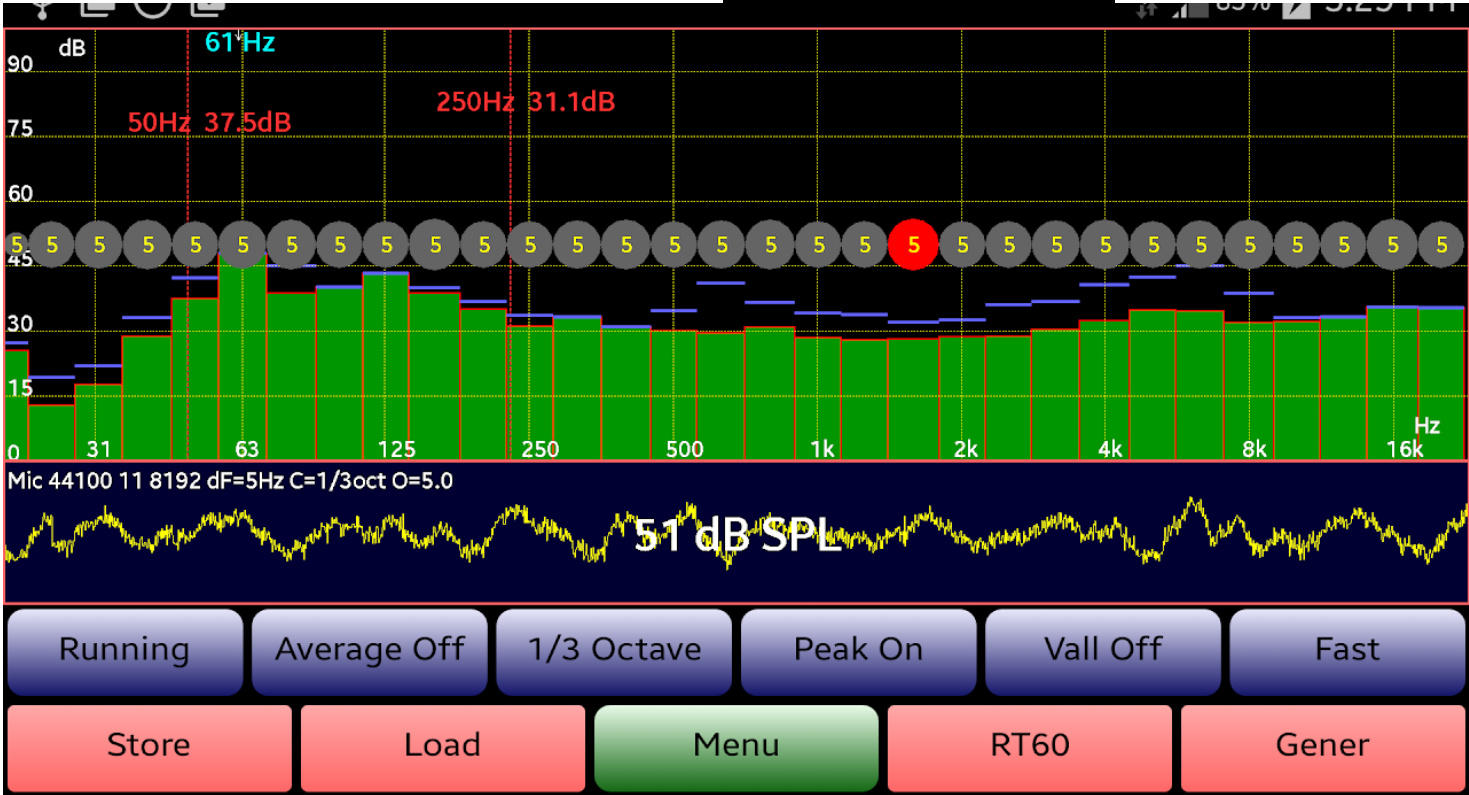 dB
61 Hz
90
250Hz 31.1dB
50Hz 37.5dB
75
60
5 5 5 5 5 5 5 5 5 5 5 5 5 5 5 5 5 5 5 5 5 5 5 5 5 5 5 5 5 5 5
45
30
15
Hz
0 31 63 125 250 500 1k 2k 4k 8k 16k
Mic 44100 11 8192 dF=5Hz C=1/3oct O=5.0
51 dB SPL
Running Average Off 1/3 Octave Peak On Vall Off Fast
Store Load Menu RT60 Gener